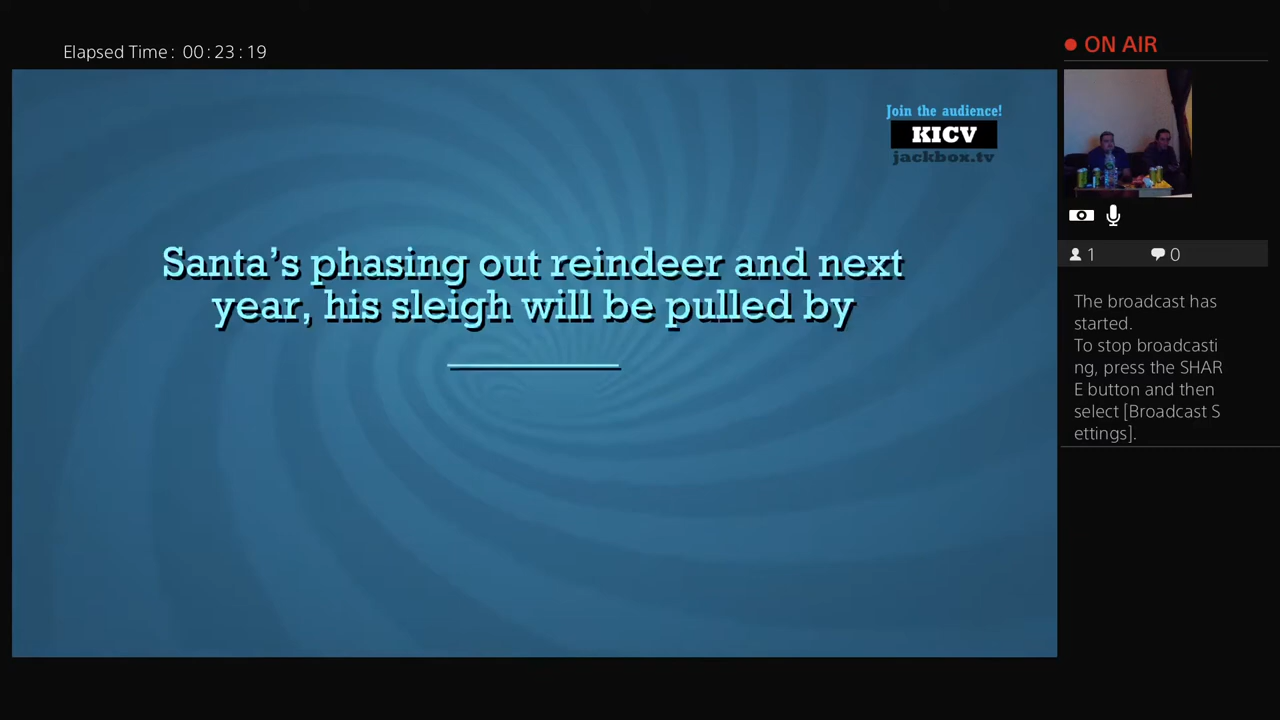 Elapsed Time: 00:23:19
ON AIR
Join the audience!
KICV
jackbox.tv
Santa's phasing out reindeer and next
year, his sleigh will be pulled by
1 0
The broadcast has
started.
To stop broadcasti
ng, press the SHAR
E button and then
select [Broadcast S
ettings].